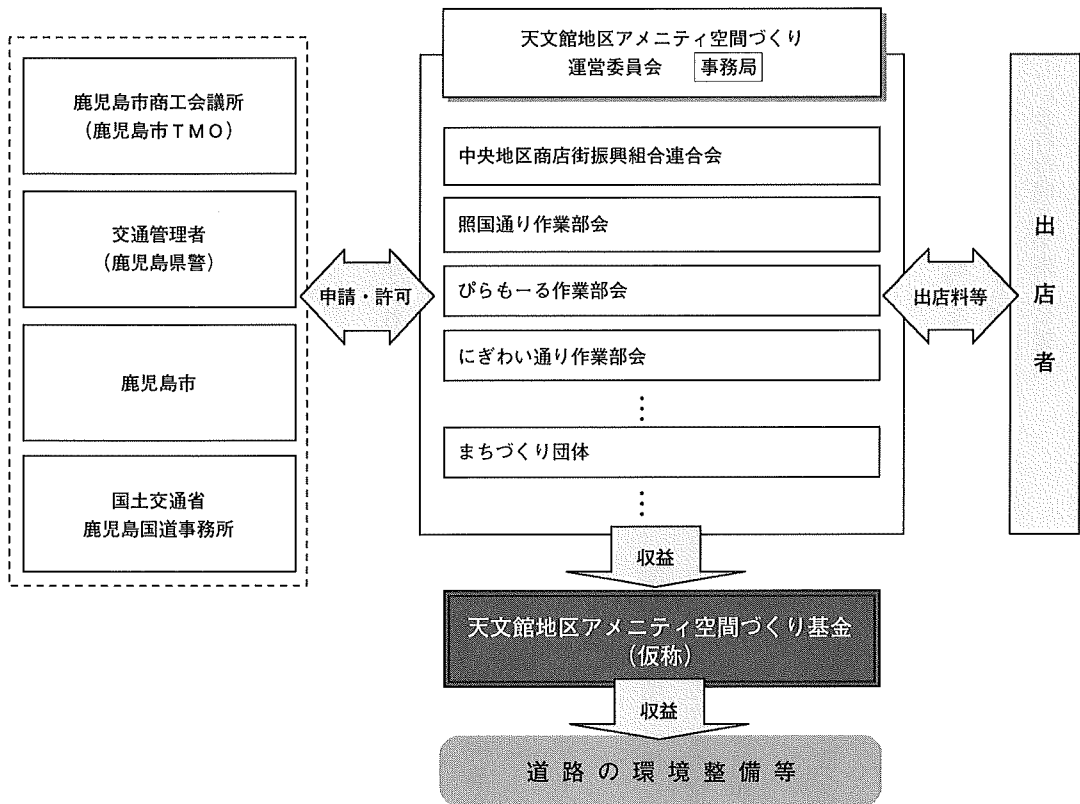 天文館地区アメニティ空間づくり
運営委員会 事務局
鹿児島市商工会議所
(鹿児島市TMO)
交通管理者
(鹿児島県警)
鹿児島市
国土交通省
鹿児島国道事務所
申請・許可
中央地区商店街振興組合連合会
照国通り作業部会
ぴらもーる作業部会
にぎわい通り作業部会
⋮
まちづくり団体
⋮
出店料等
出店者
収益
天文館地区アメニティ空間づくり基金
(仮称)
収益
道路の環境整備等